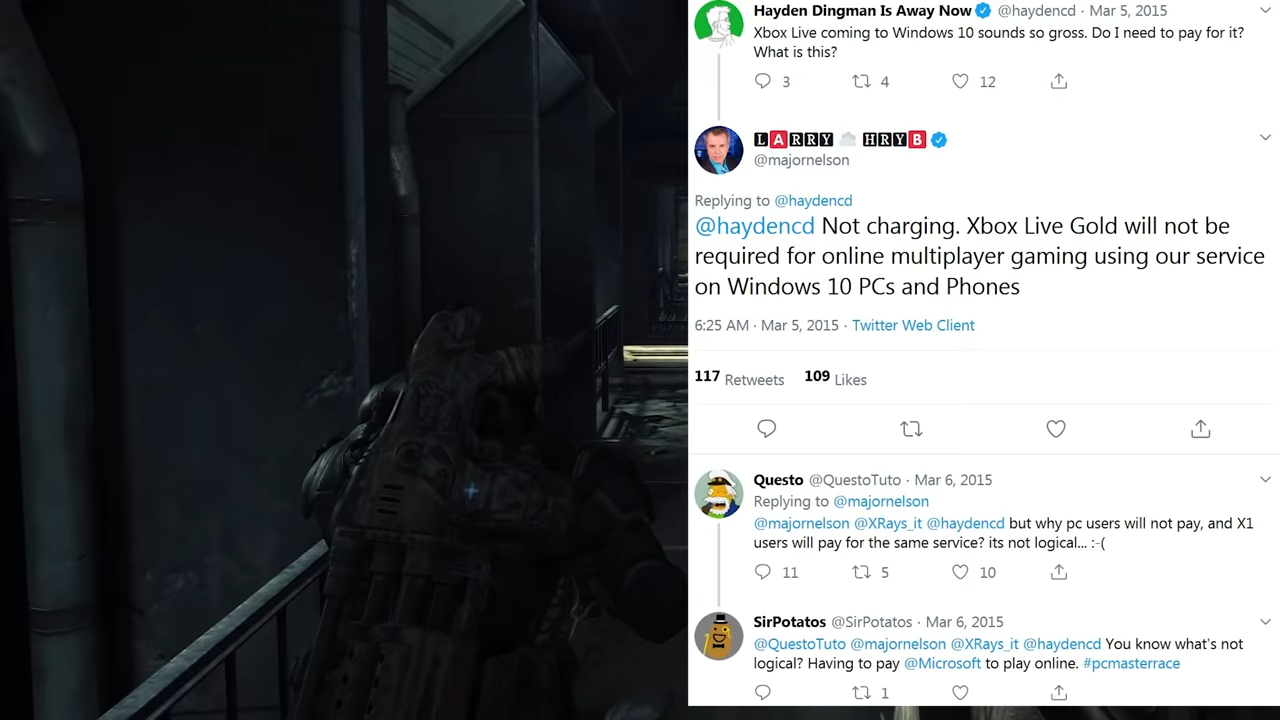 Hayden Dingman Is Away Now @haydencd · Mar 5, 2015
Xbox Live coming to Windows 10 sounds so gross. Do I need to pay for it?
What is this?
3 4 12
LARRY HRYB
@majornelson
Replying to @haydencd
@haydencd Not charging. Xbox Live Gold will not be
required for online multiplayer gaming using our service
on Windows 10 PCs and Phones
6:25 AM · Mar 5, 2015 · Twitter Web Client
117 Retweets 109 Likes
Questo @QuestoTuto · Mar 6, 2015
Replying to @majornelson
@majornelson @XRays_it @haydencd but why pc users will not pay, and X1
users will pay for the same service? its not logical... :-(
11 5 10
SirPotatos @SirPotatos · Mar 6, 2015
@QuestoTuto @majornelson @XRays_it @haydencd You know what's not
logical? Having to pay @Microsoft to play online. #pcmasterrace
1